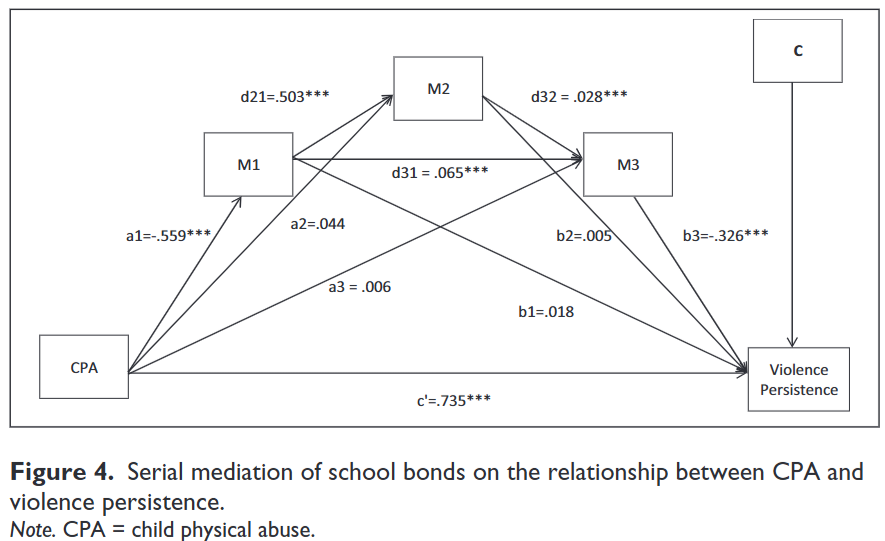 C
M2
d21=.503***
d32 = .028***
M1
M3
d31 = .065***
a1=-.559***
a2=.044
b2=.005
b3=-.326***
a3 = .006
b1=.018
CPA
Violence
Persistence
c'=.735***
Figure 4. Serial mediation of school bonds on the relationship between CPA and
violence persistence.
Note. CPA = child physical abuse.